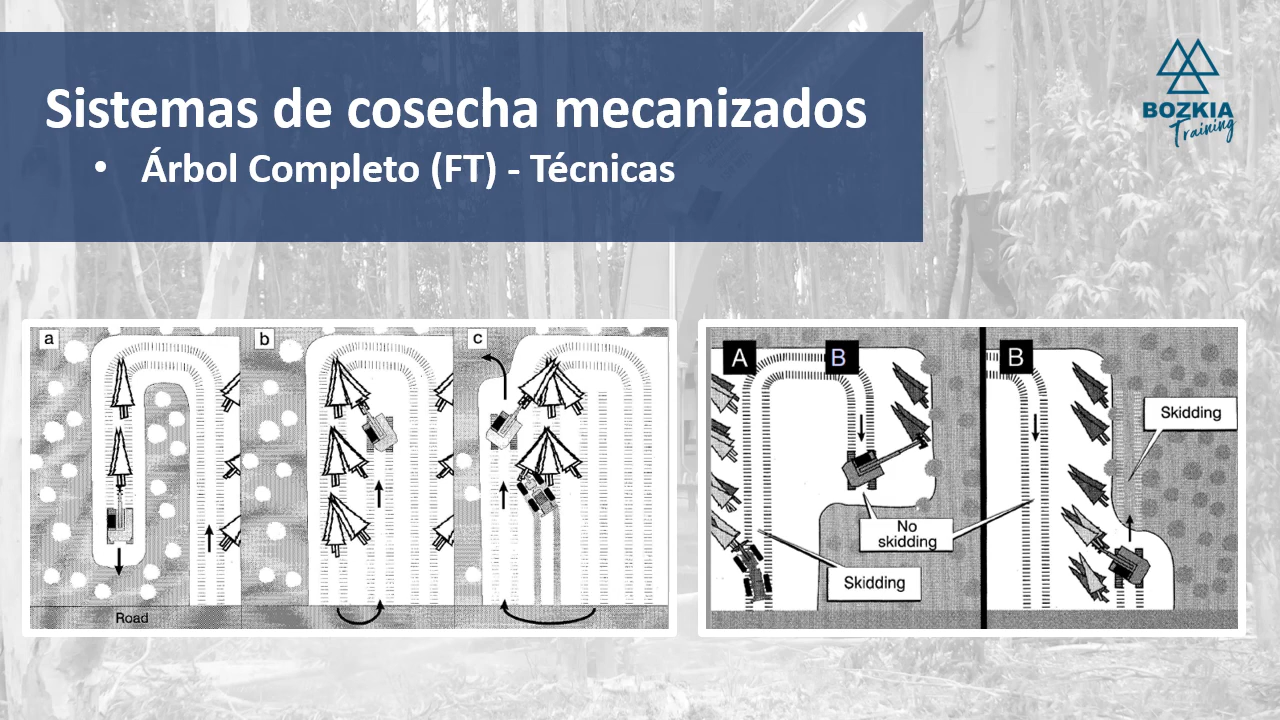 Sistemas de cosecha mecanizados
• Árbol Completo (FT) - Técnicas
BOZKIA
Training
a
b
c
Road
A
B
B
Skidding
No
skidding
Skidding